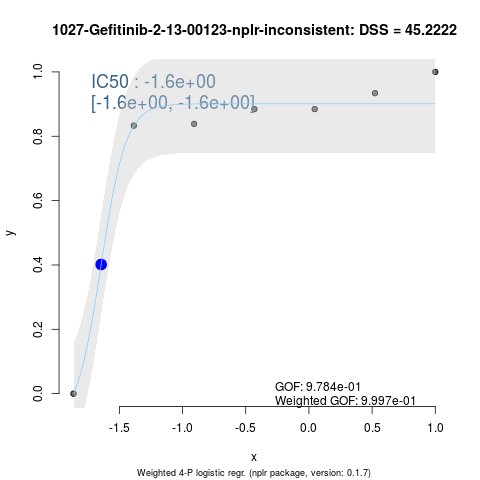 1027-Gefitinib-2-13-00123-nplr-inconsistent: DSS = 45.2222
IC50 : -1.6e+00
[-1.6e+00, -1.6e+00]
1.0
0.8
0.6
0.4
0.2
0.0
y
GOF: 9.784e-01
Weighted GOF: 9.997e-01
-1.5 -1.0 -0.5 0.0 0.5 1.0
x
Weighted 4-P logistic regr. (nplr package, version: 0.1.7)